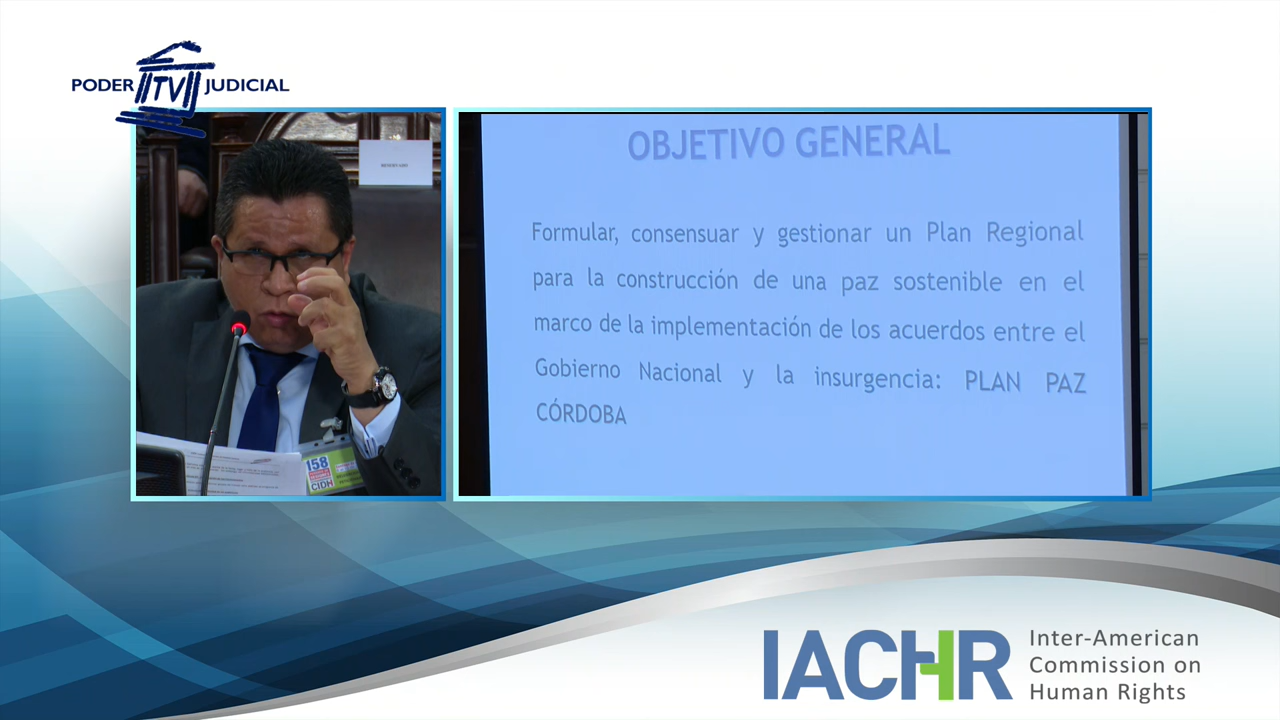 PODER TV JUDICIAL
RESERVADO
OBJETIVO GENERAL
Formular, consensuar y gestionar un Plan Regional
para la construcción de una paz sostenible en el
marco de la implementación de los acuerdos entre el
Gobierno Nacional y la insurgencia: PLAN PAZ
CÓRDOBA
158
CIDH
IACHR
Inter-American
Commission on
Human Rights